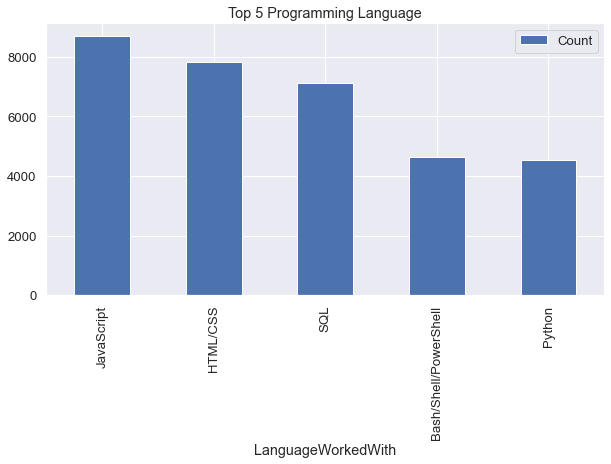 Top 5 Programming Language
Count
8000
6000
4000
2000
0
JavaScript
HTML/CSS
SQL
Bash/Shell/PowerShell
Python
LanguageWorkedWith